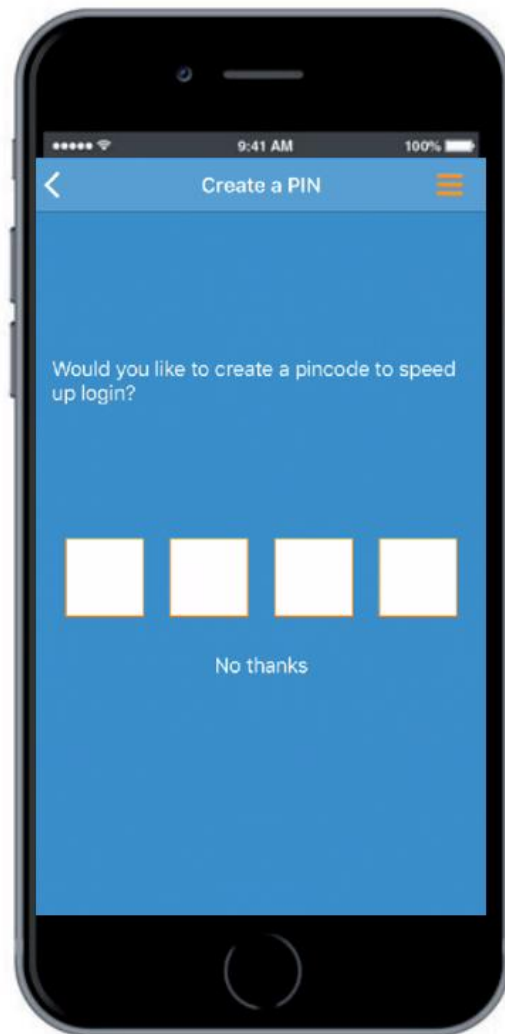 9:41 AM 100%
Create a PIN
Would you like to create a pincode to speed
up login?
No thanks